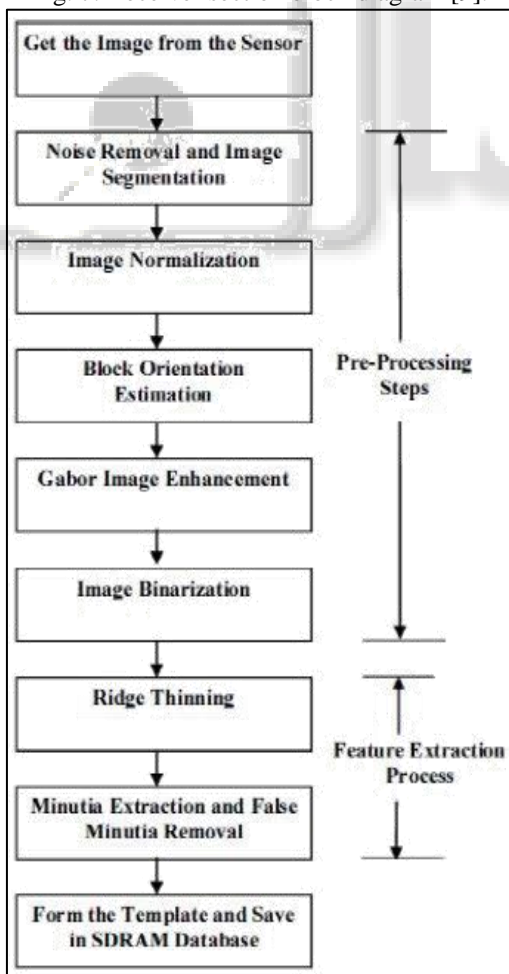 Get the Image from the Sensor
Noise Removal and Image
Segmentation
Image Normalization
Block Orientation
Estimation
Gabor Image Enhancement
Image Binarization
Pre-Processing
Steps
Ridge Thinning
Minutia Extraction and False
Minutia Removal
Feature Extraction
Process
Form the Template and Save
in SDRAM Database